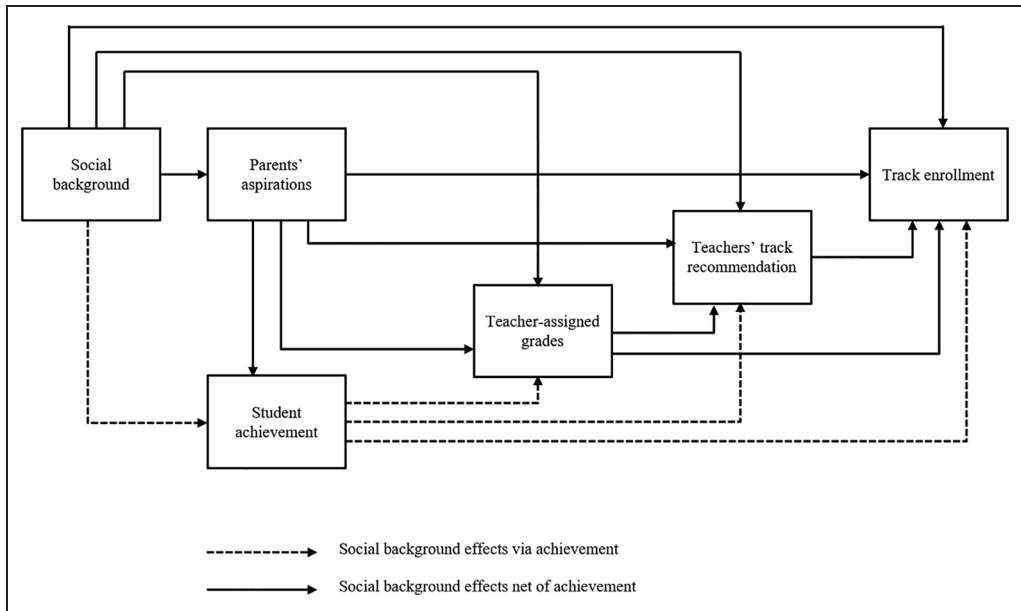 Social
background
Parents’
aspirations
Track enrollment
Teachers’ track
recommendation
Teacher-assigned
grades
Student
achievement
Social background effects via achievement
Social background effects net of achievement